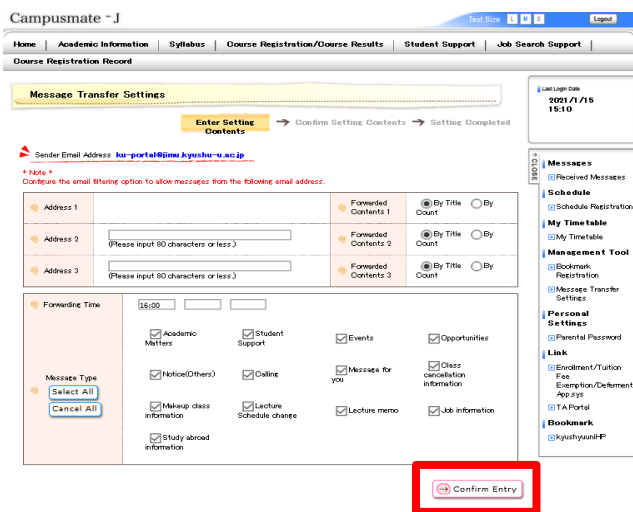 Campusmate - J
Text Size L M S Logout
Home | Academic Information | Syllabus | Course Registration/Course Results | Student Support | Job Search Support |
Course Registration Record
Message Transfer Settings
Enter Setting Contents → Confirm Setting Contents → Setting Completed
Sender Email Address ku-portal@jimu.kyushu-u.ac.jp
* Note *
Configure the email filtering option to allow messages from the following email address.
Address 1
Forwarded Contents 1
By Title By Count
Address 2
(Please input 80 characters or less.)
Forwarded Contents 2
By Title By Count
Address 3
(Please input 80 characters or less.)
Forwarded Contents 3
By Title By Count
Forwarding Time
16:00
Message Type
Select All
Cancel All
Academic Matters
Student Support
Events
Opportunities
Notice(Others)
Calling
Message for you
Class cancellation information
Makeup class information
Lecture Schedule change
Lecture memo
Job information
Study abroad information
Confirm Entry
Last Login Date
2021/1/15
15:10
CLOSE
Messages
Received Messages
Schedule
Schedule Registration
My Timetable
My Timetable
Management Tool
Bookmark Registration
Message Transfer Settings
Personal Settings
Parental Password
Link
Enrollment/Tuition Fee Exemption/Deferment App.sys
TA Portal
Bookmark
kyushyuuniHP